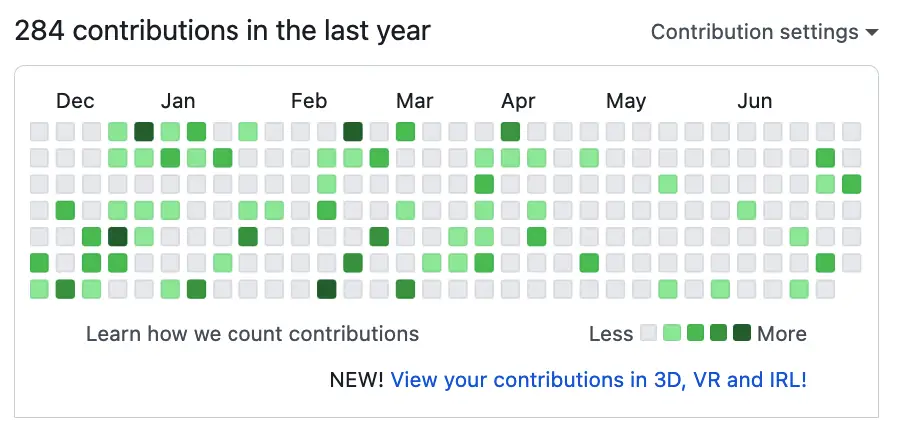 284 contributions in the last year
Contribution settings
Dec Jan Feb Mar Apr May Jun
Learn how we count contributions
Less More
NEW! View your contributions in 3D, VR and IRL!